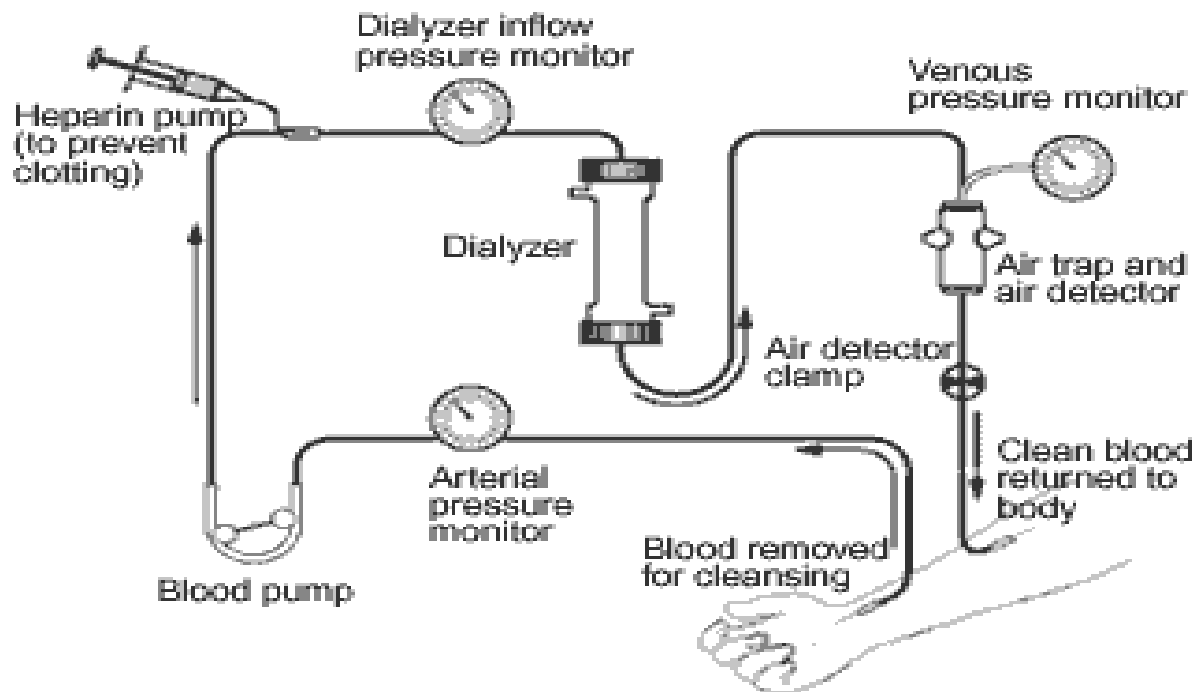 Dialyzer inflow
pressure monitor
Venous
pressure monitor
Heparin pump
(to prevent
clotting)
Dialyzer
Air trap and
air detector
Air detector
clamp
Arterial
pressure
monitor
Clean blood
returned to
body
Blood removed
for cleansing
Blood pump